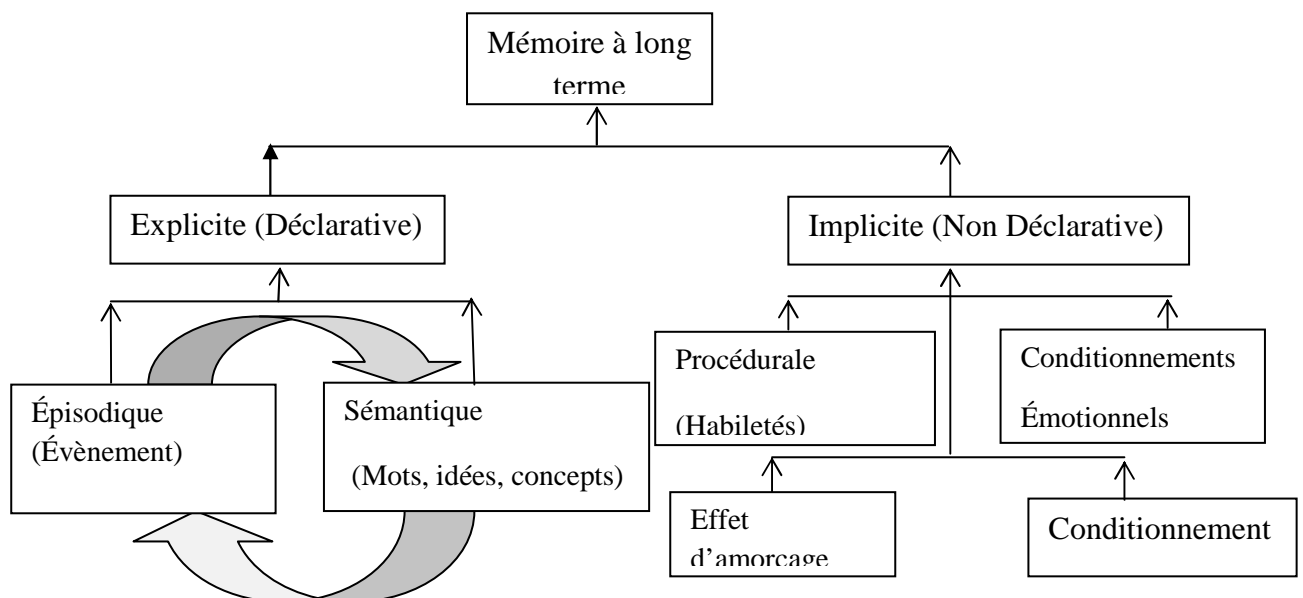 Mémoire à long
terme
Explicite (Déclarative)
Implicite (Non Déclarative)
Épisodique
(Évènement)
Sémantique
(Mots, idées, concepts)
Procédurale
(Habiletés)
Conditionnements
Émotionnels
Effet
d’amorçage
Conditionnement